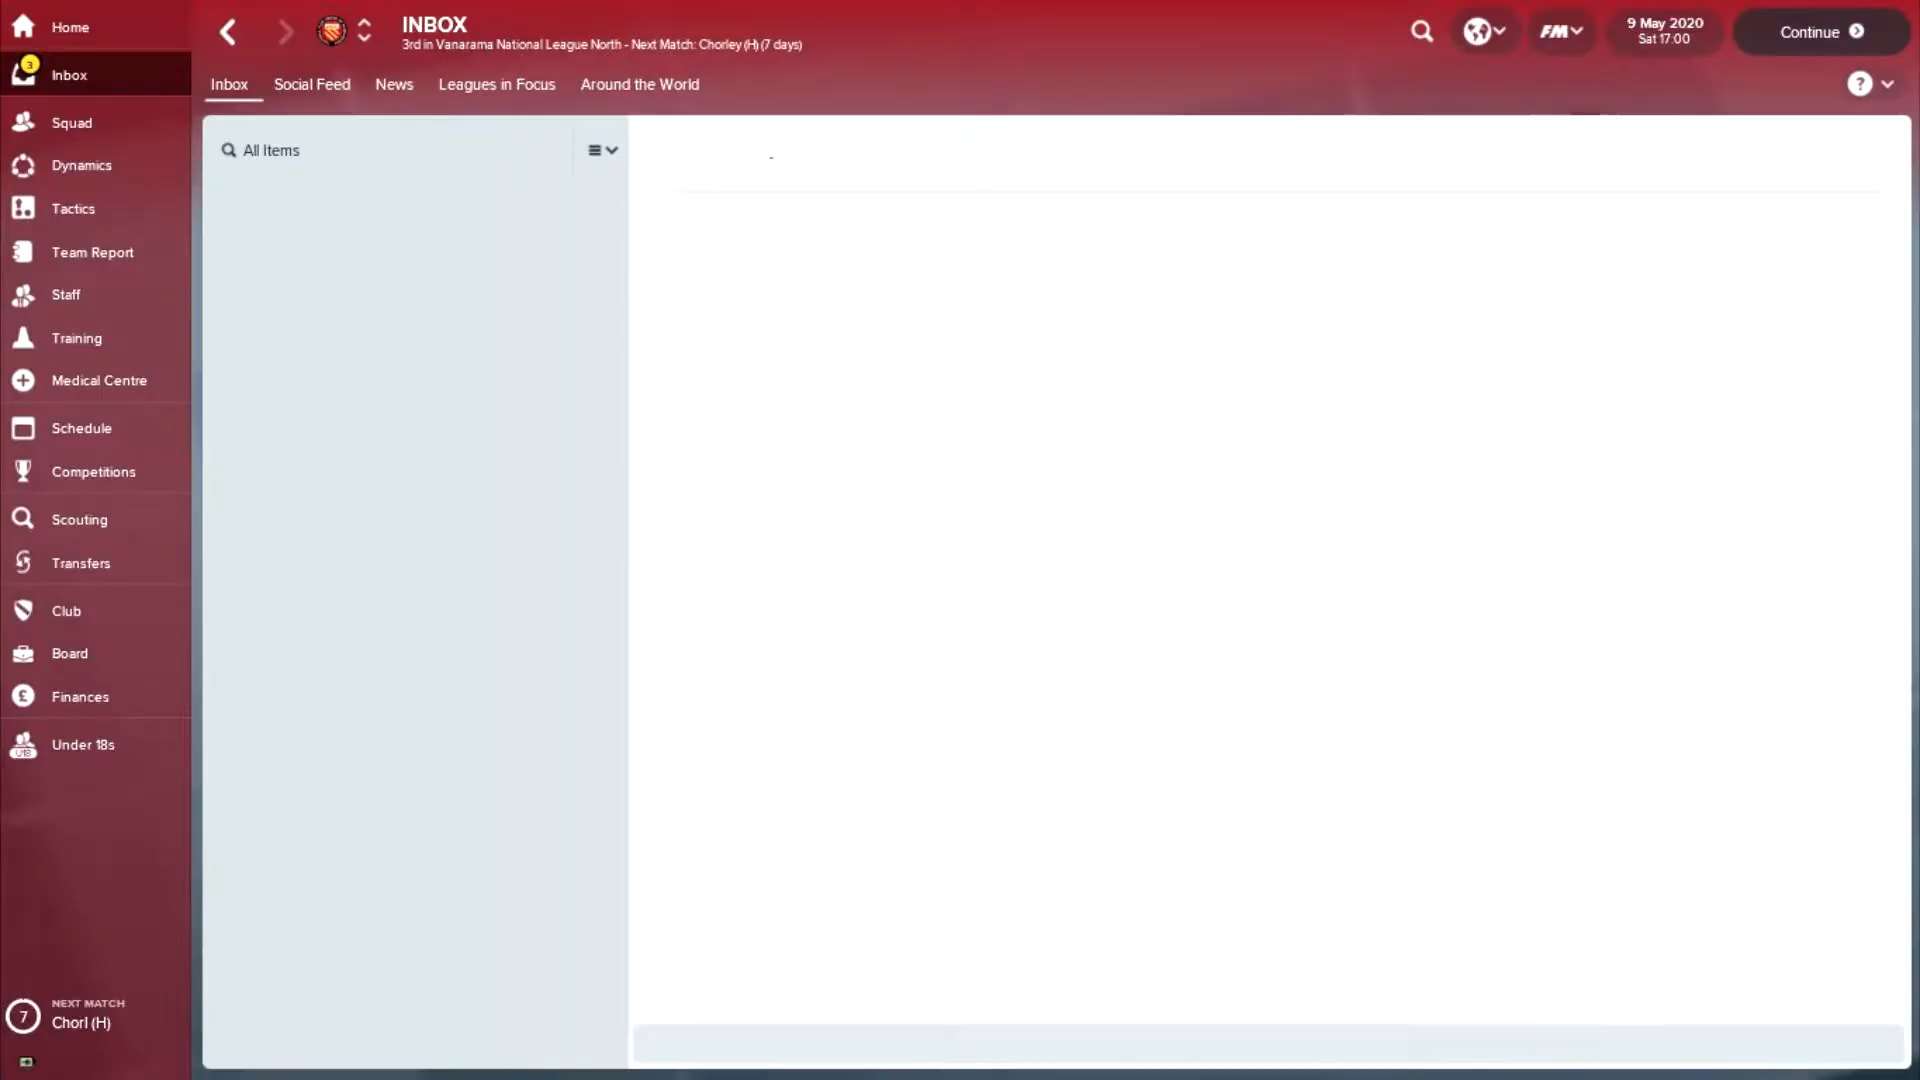 Home
3
Inbox
Squad
Dynamics
Tactics
Team Report
Staff
Training
Medical Centre
Schedule
Competitions
Scouting
Transfers
Club
Board
£
Finances
U18
Under 18s
NEXT MATCH
7
Chorl (H)
INBOX
3rd in Vanarama National League North - Next Match: Chorley (H) (7 days)
FM
9 May 2020
Sat 17:00
Continue
Inbox
Social Feed
News
Leagues in Focus
Around the World
?
All Items
-